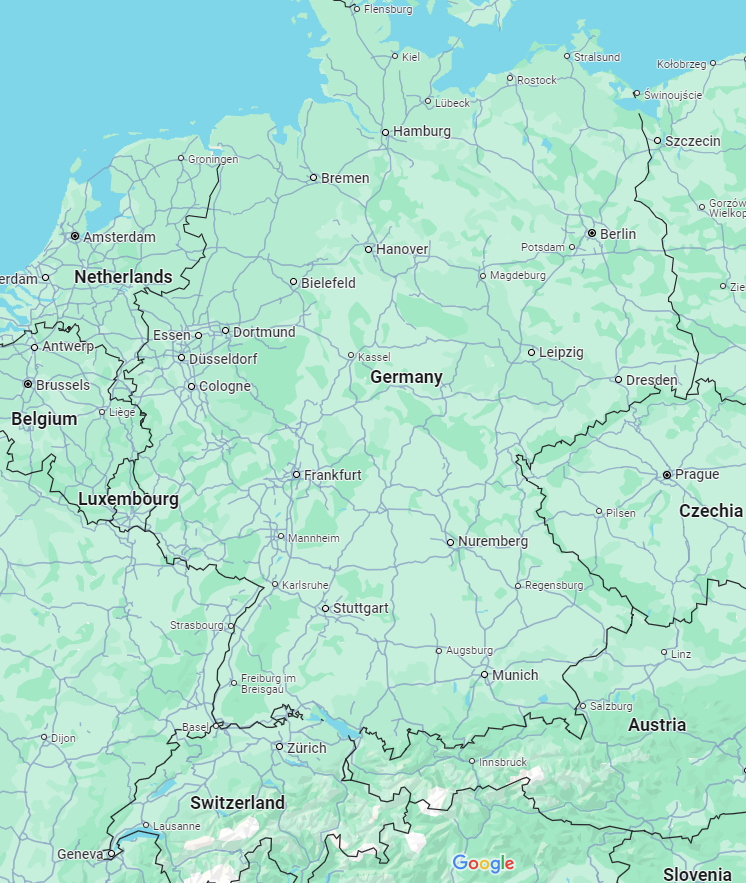 Flensburg
Kiel
Stralsund
Kołobrzeg
Rostock
Świnoujście
Lübeck
Hamburg
Szczecin
Groningen
Bremen
Gorzów
Wielkop
Amsterdam
Berlin
Hanover
Potsdam
Netherlands
erdam
Bielefeld
Magdeburg
Zie
Essen
Dortmund
Antwerp
Düsseldorf
Kassel
Leipzig
Germany
Dresden
Brussels
Cologne
Liège
Belgium
Frankfurt
Prague
Luxembourg
Pilsen
Czechia
Mannheim
Nuremberg
Karlsruhe
Regensburg
Stuttgart
Strasbourg
Augsburg
Linz
Munich
Freiburg im
Breisgau
Salzburg
Basel
Austria
Dijon
Zürich
Innsbruck
Switzerland
Lausanne
Geneva
Google
Slovenia